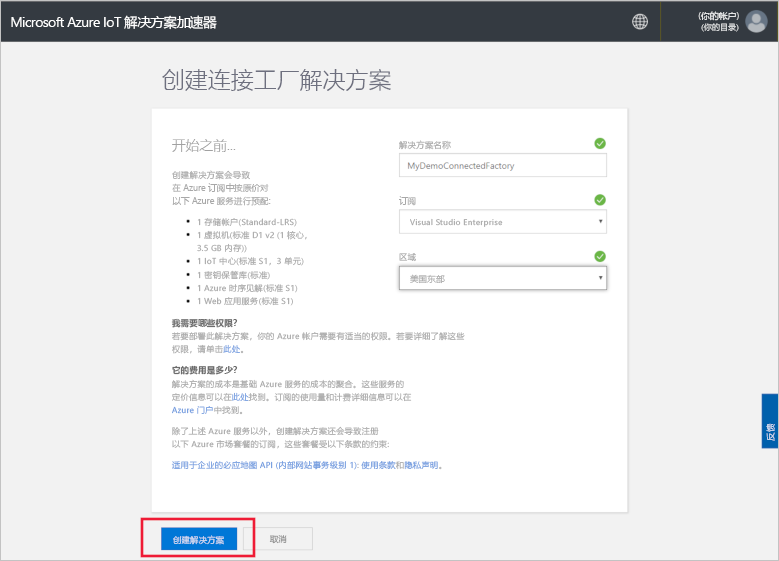 Microsoft Azure IoT 解决方案加速器
(你的帐户)
(你的目录)
创建连接工厂解决方案
开始之前...
创建解决方案会导致
在 Azure 订阅中按原价对
以下 Azure 服务进行预配:
• 1 存储帐户(Standard-LRS)
• 1 虚拟机(标准 D1 v2 (1 核心，
3.5 GB 内存))
• 1 IoT 中心(标准 S1，3 单元)
• 1 密钥保管库(标准)
• 1 Azure 时序见解(标准 S1)
• 1 Web 应用服务(标准 S1)
我需要哪些权限?
若要部署此解决方案，你的 Azure 帐户需要有适当的权限。若要详细了解这些
权限，请单击此处。
它的费用是多少?
解决方案的成本是基础 Azure 服务的成本的聚合。这些服务的
定价信息可以在此处找到。订阅的使用量和计费详细信息可以在
Azure 门户中找到。
除了上述 Azure 服务以外，创建解决方案还会导致注册
以下 Azure 市场套餐的订阅，这些套餐受以下条款的约束:
适用于企业的必应地图 API (内部网站事务级别 1): 使用条款和隐私声明。
解决方案名称
MyDemoConnectedFactory
订阅
Visual Studio Enterprise
区域
美国东部
反馈
创建解决方案
取消